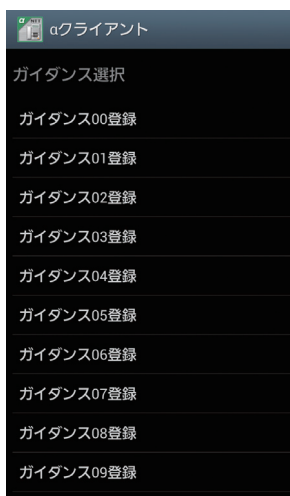 αクライアント
ガイダンス選択
ガイダンス00登録
ガイダンス01登録
ガイダンス02登録
ガイダンス03登録
ガイダンス04登録
ガイダンス05登録
ガイダンス06登録
ガイダンス07登録
ガイダンス08登録
ガイダンス09登録